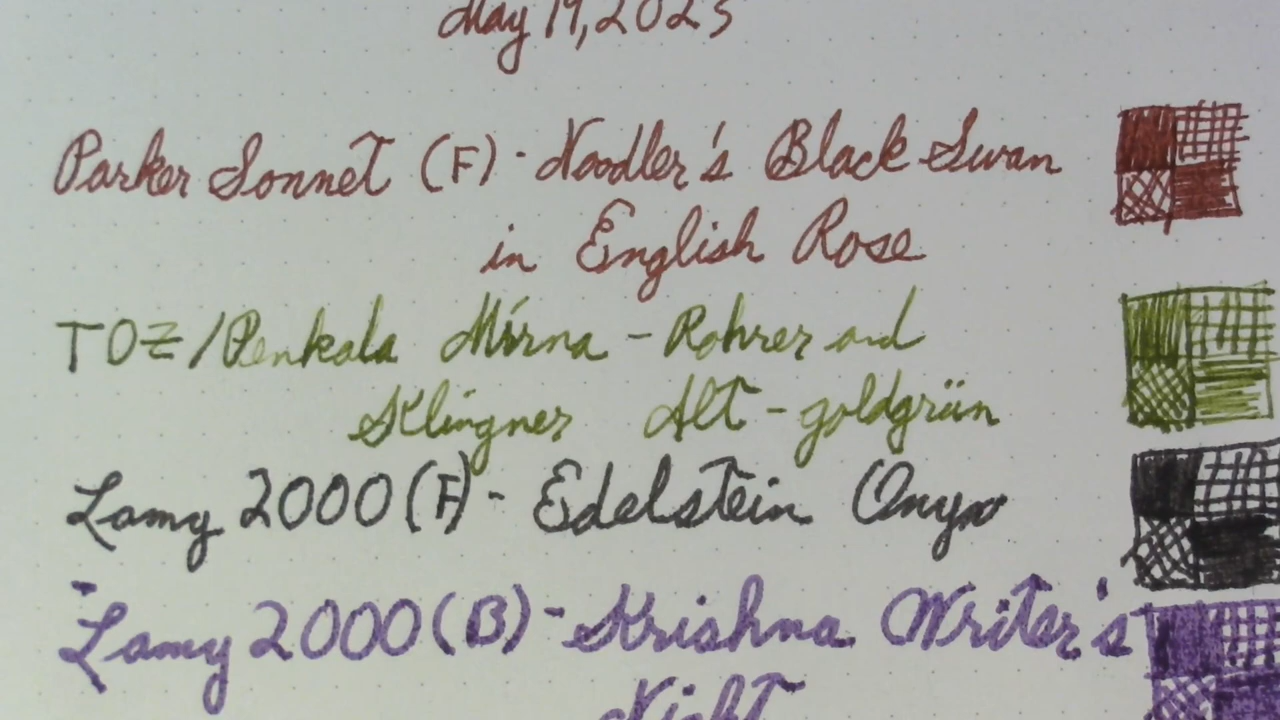 May 19, 2023
Parker Sonnet (F) - Noodler's Black Swan
in English Rose
TOZ/Penkala Mirna - Rohrer and
Klingner Alt-goldgrün
Lamy 2000 (F) - Edelstein Onyx
Lamy 2000 (B) - Krishna Writer's
Night